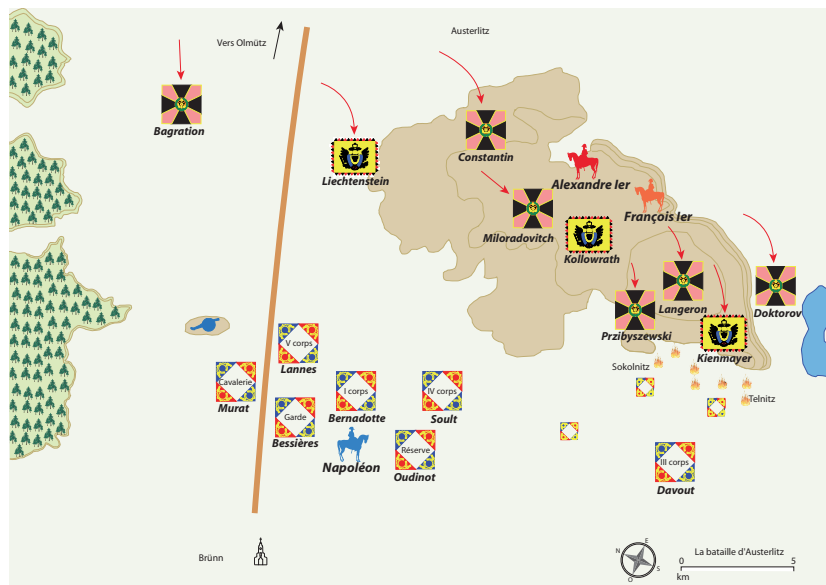 Vers Olmütz
Austerlitz
Bagration
Constantin
Liechtenstein
Alexandre Ier
François Ier
Miloradovitch
Kollowrath
Langeron
Doktorov
Przibyszewski
Kienmayer
V corps
Lannes
Sokolnitz
Cavalerie
Murat
I corps
Bernadotte
IV corps
Soult
Telnitz
Garde
Bessières
Napoléon
Réserve
Oudinot
III corps
Davout
Brünn
N
E
S
O
La bataille d'Austerlitz
0
5
km